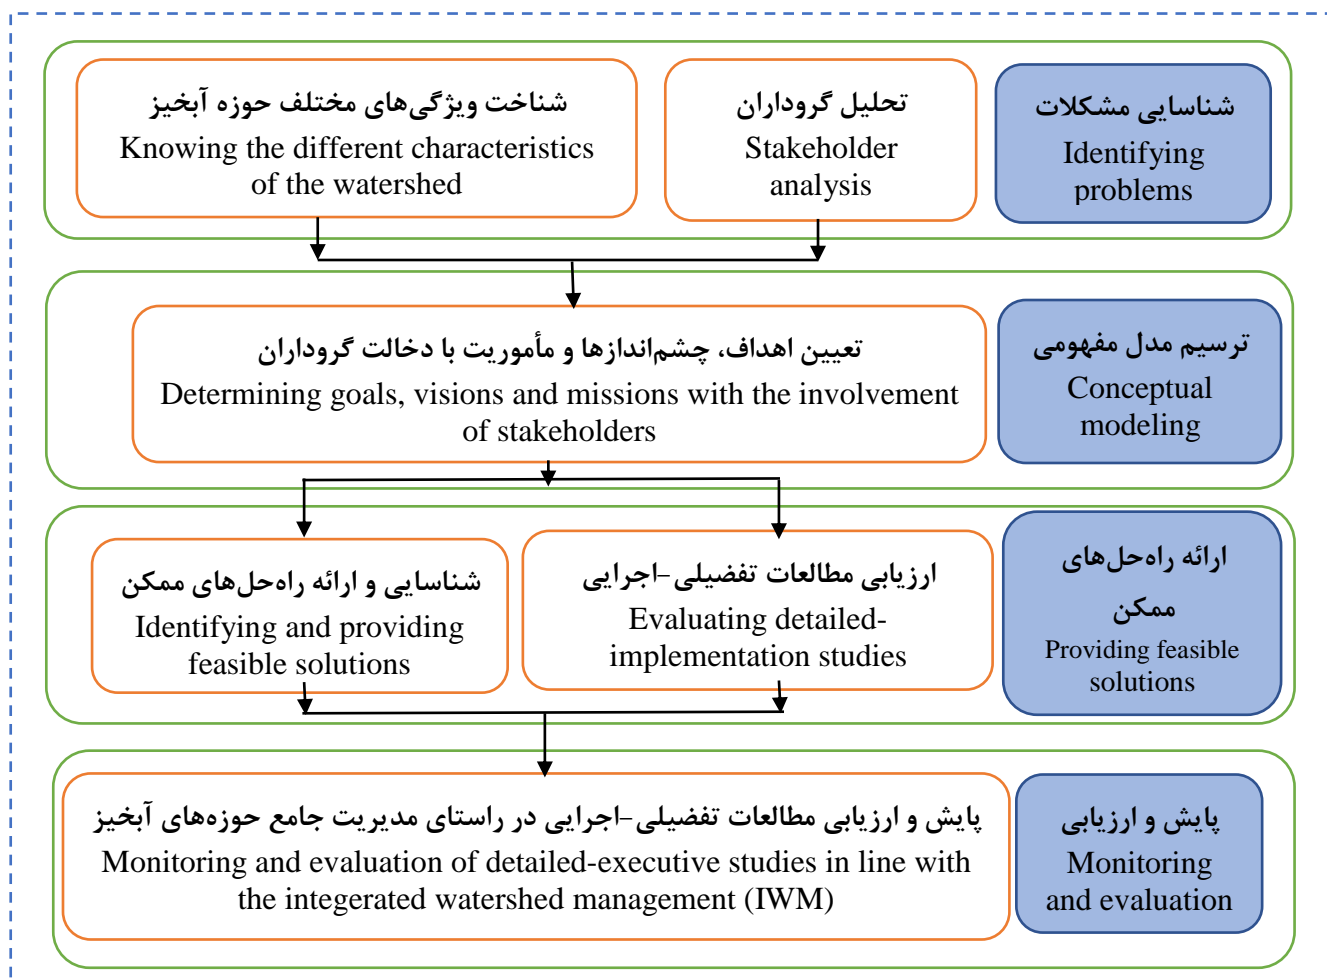 شناسایی مشکلات
Identifying
problems
تحلیل گروداران
Stakeholder
analysis
شناخت ویژگی‌های مختلف حوزه آبخیز
Knowing the different characteristics
of the watershed
ترسیم مدل مفهومی
Conceptual
modeling
تعیین اهداف، چشم‌اندازها و مأموریت با دخالت گروداران
Determining goals, visions and missions with the involvement
of stakeholders
ارائه راه‌حل‌های
ممکن
Providing feasible
solutions
ارزیابی مطالعات تفضیلی-اجرایی
Evaluating detailed-
implementation studies
شناسایی و ارائه راه‌حل‌های ممکن
Identifying and providing
feasible solutions
پایش و ارزیابی
Monitoring
and evaluation
پایش و ارزیابی مطالعات تفضیلی-اجرایی در راستای مدیریت جامع حوزه‌های آبخیز
Monitoring and evaluation of detailed-executive studies in line with
the integerated watershed management (IWM)